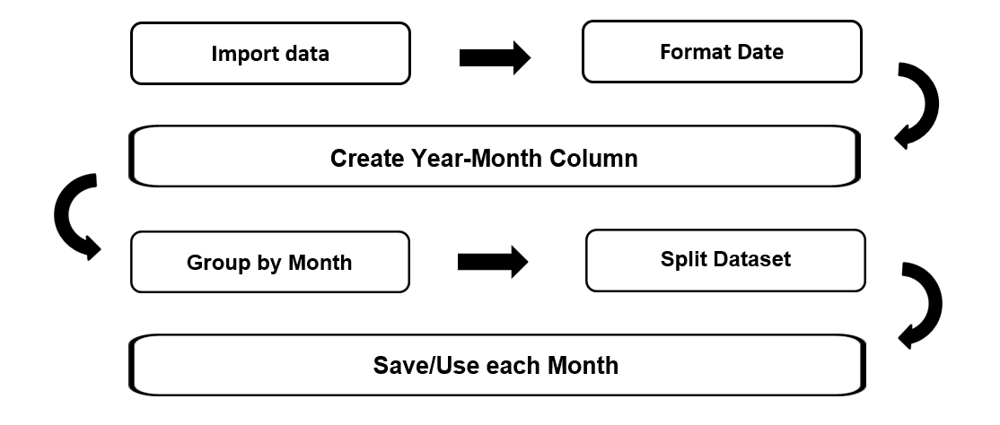 Import data
Format Date
Create Year-Month Column
Group by Month
Split Dataset
Save/Use each Month